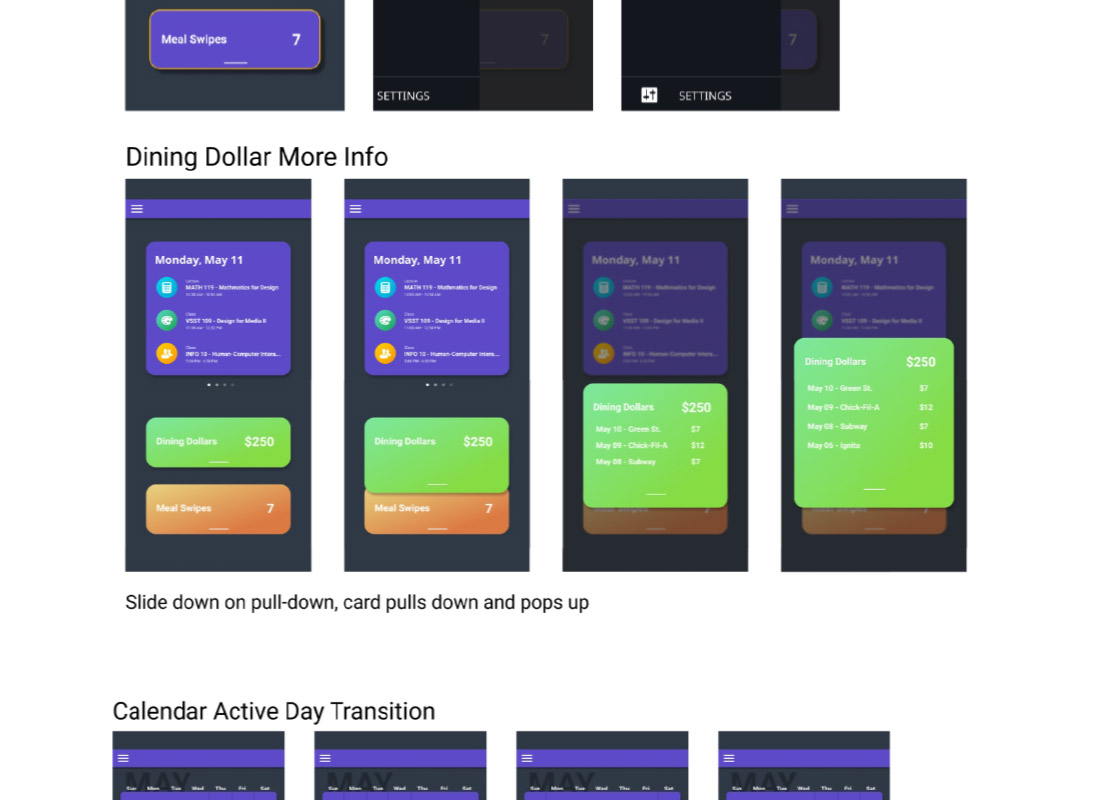 Meal Swipes 7
7
7
SETTINGS
SETTINGS
Dining Dollar More Info
Monday, May 11
MATH 119 - Mathematics for Design
VSST 109 - Design for Media II
INFO 10 - Human-Computer Intera...
Dining Dollars $250
Meal Swipes 7
Monday, May 11
MATH 119 - Mathematics for Design
VSST 109 - Design for Media II
INFO 10 - Human-Computer Intera...
Dining Dollars $250
Meal Swipes 7
Monday, May 11
MATH 119 - Mathematics for Design
VSST 109 - Design for Media II
INFO 10 - Human-Computer Intera...
Dining Dollars $250
May 10 - Green St. $7
May 09 - Chick-Fil-A $12
May 08 - Subway $7
Monday, May 11
MATH 119 - Mathematics for Design
VSST 109 - Design for Media II
Dining Dollars $250
May 10 - Green St. $7
May 09 - Chick-Fil-A $12
May 08 - Subway $7
May 05 - Ignite $10
Slide down on pull-down, card pulls down and pops up
Calendar Active Day Transition
MAY
Sun Mon Tue Wed Thu Fri Sat
MAY
Sun Mon Tue Wed Thu Fri Sat
MAY
Sun Mon Tue Wed Thu Fri Sat
MAY
Sun Mon Tue Wed Thu Fri Sat